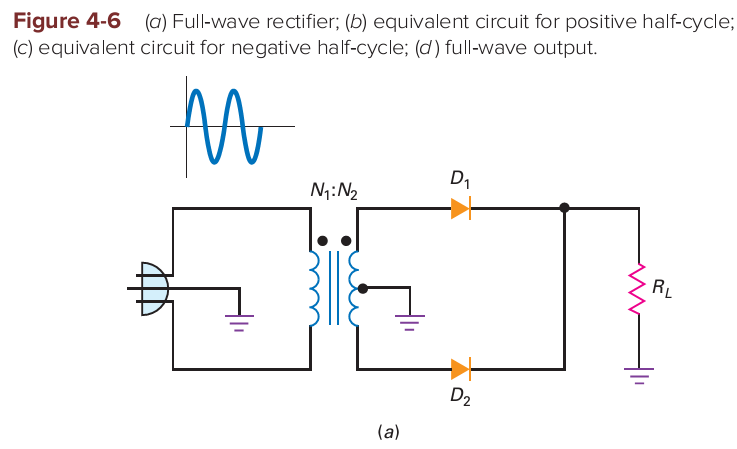 Figure 4-6 (a) Full-wave rectifier; (b) equivalent circuit for positive half-cycle;
(c) equivalent circuit for negative half-cycle; (d) full-wave output.
N₁:N₂
D₁
R_L
D₂
(a)